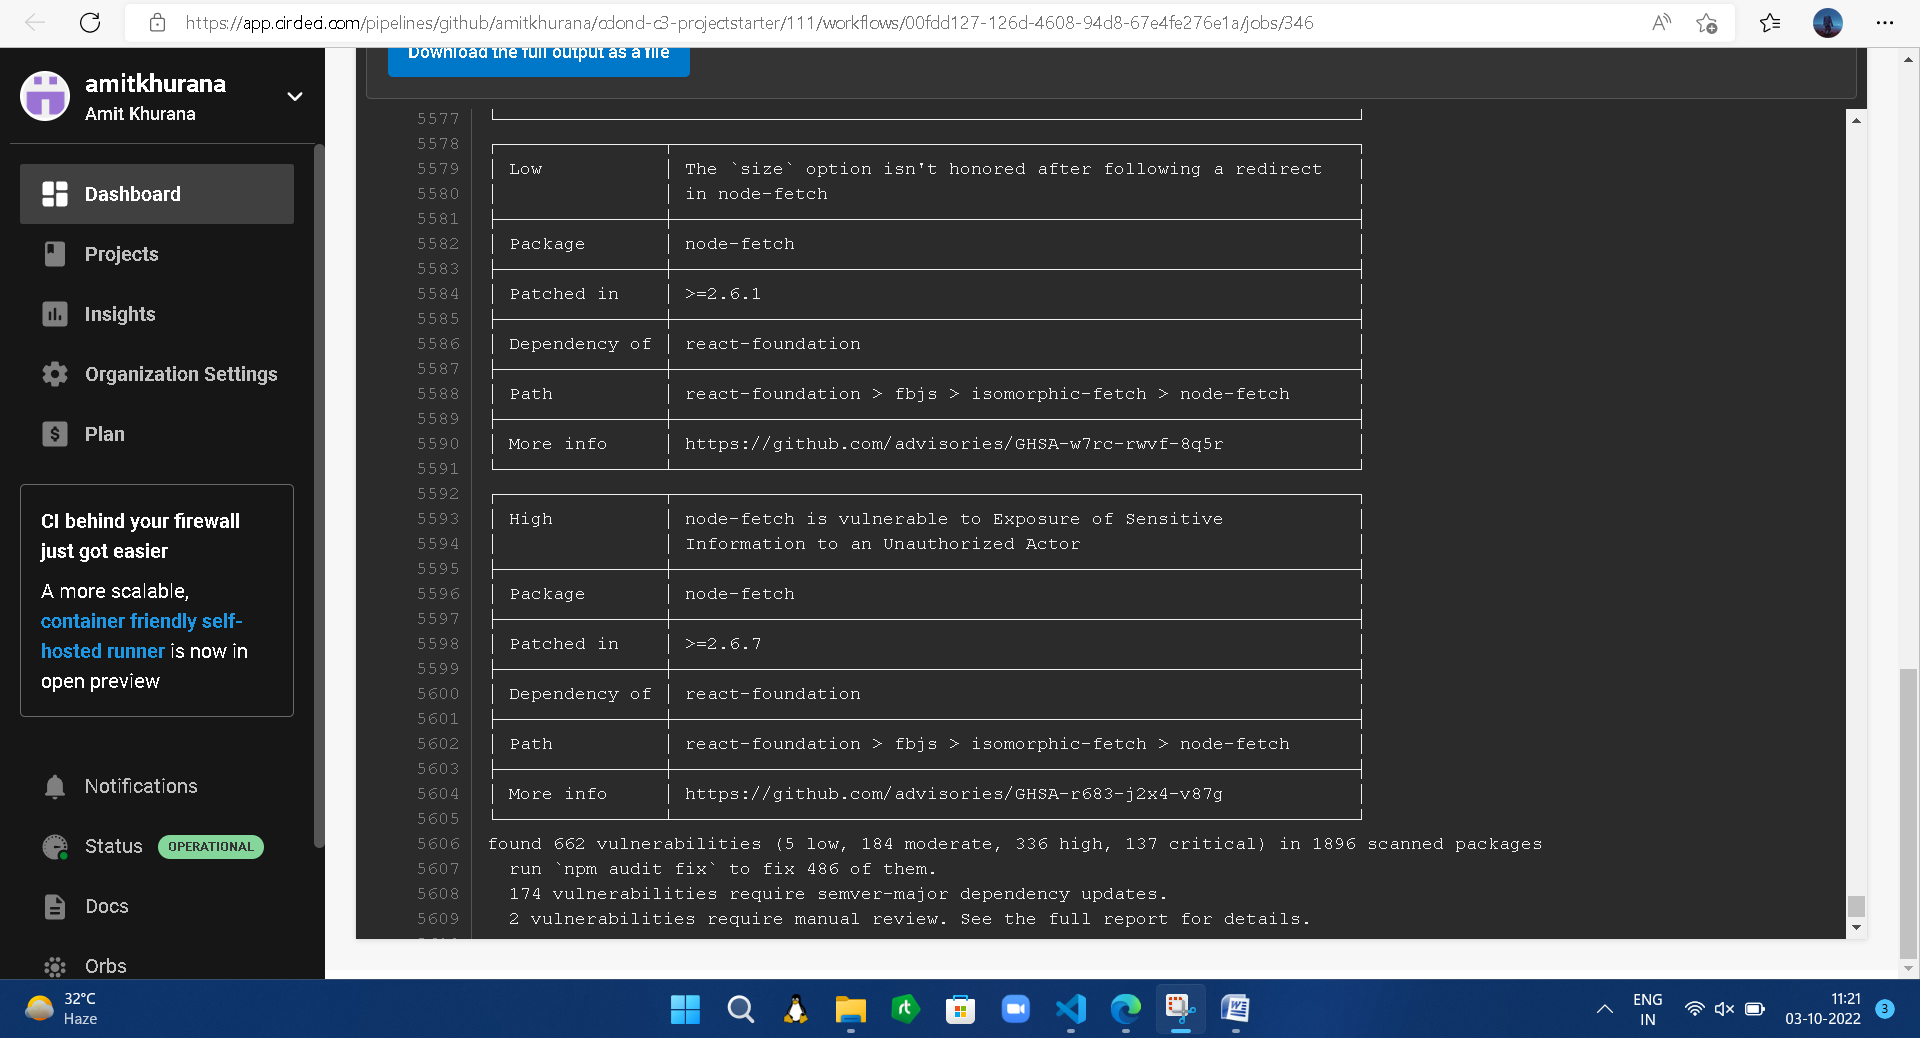 https://app.circleci.com/pipelines/github/amitkhurana/cdond-c3-projectstarter/111/workflows/00fdd127-126d-4608-94d8-67e4fe276e1a/jobs/346
amitkhurana
Amit Khurana
Dashboard
Projects
Insights
Organization Settings
Plan
CI behind your firewall
just got easier
A more scalable,
container friendly self-
hosted runner is now in
open preview
Notifications
Status OPERATIONAL
Docs
Orbs
Download the full output as a file
5577
5578
5579 Low The `size` option isn't honored after following a redirect
5580 in node-fetch
5581
5582 Package node-fetch
5583
5584 Patched in >=2.6.1
5585
5586 Dependency of react-foundation
5587
5588 Path react-foundation > fbjs > isomorphic-fetch > node-fetch
5589
5590 More info https://github.com/advisories/GHSA-w7rc-rwvf-8q5r
5591
5592
5593 High node-fetch is vulnerable to Exposure of Sensitive
5594 Information to an Unauthorized Actor
5595
5596 Package node-fetch
5597
5598 Patched in >=2.6.7
5599
5600 Dependency of react-foundation
5601
5602 Path react-foundation > fbjs > isomorphic-fetch > node-fetch
5603
5604 More info https://github.com/advisories/GHSA-r683-j2x4-v87g
5605
5606 found 662 vulnerabilities (5 low, 184 moderate, 336 high, 137 critical) in 1896 scanned packages
5607 run `npm audit fix` to fix 486 of them.
5608 174 vulnerabilities require semver-major dependency updates.
5609 2 vulnerabilities require manual review. See the full report for details.
32°C
Haze
ENG
IN
11:21
03-10-2022
3